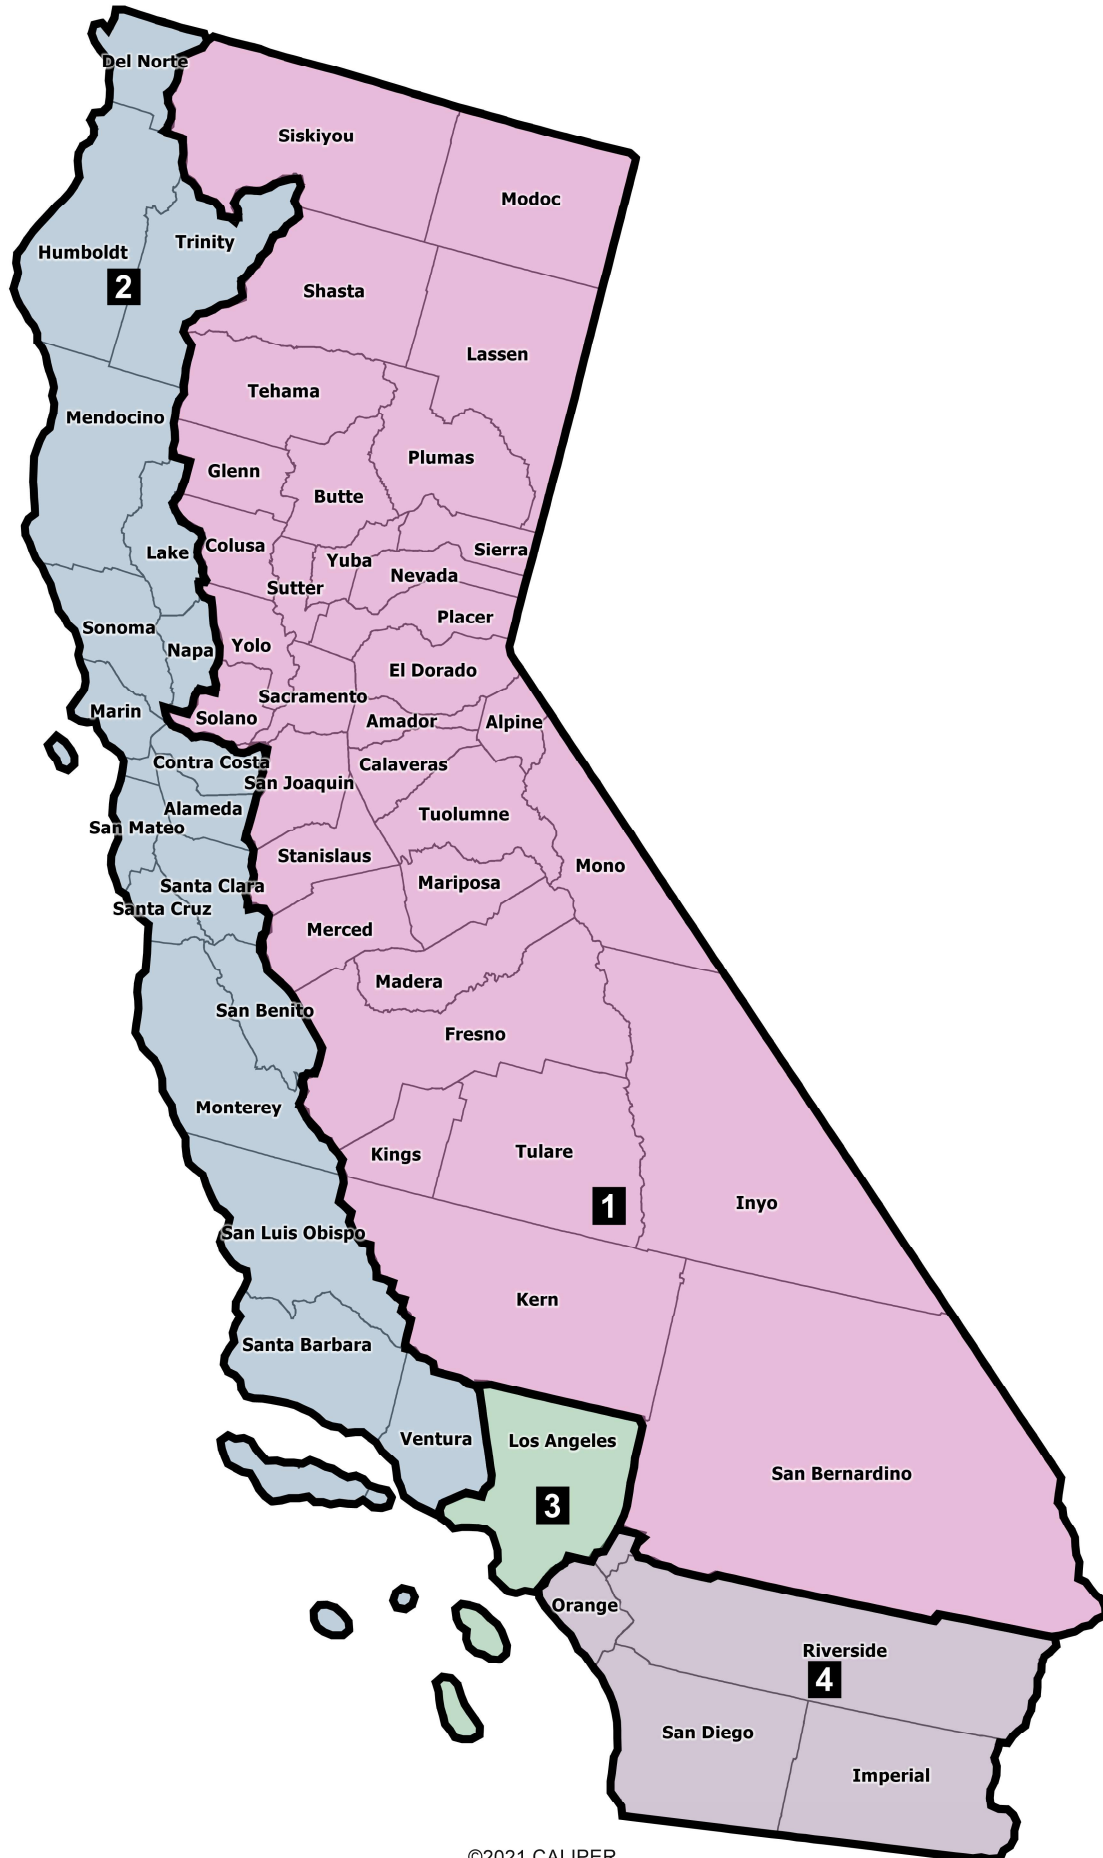 Del Norte
Siskiyou
Modoc
Humboldt
Trinity
2
Shasta
Lassen
Tehama
Mendocino
Plumas
Glenn
Butte
Colusa
Lake
Sierra
Yuba
Nevada
Sutter
Placer
Sonoma
Yolo
Napa
El Dorado
Sacramento
Marin
Solano
Amador
Alpine
Contra Costa
Calaveras
San Joaquin
Alameda
Tuolumne
San Mateo
Stanislaus
Mono
Mariposa
Santa Clara
Santa Cruz
Merced
Madera
San Benito
Fresno
Monterey
Kings
Tulare
1
Inyo
San Luis Obispo
Kern
Santa Barbara
Ventura
Los Angeles
San Bernardino
3
Orange
Riverside
4
San Diego
Imperial
©2021 CALIPER